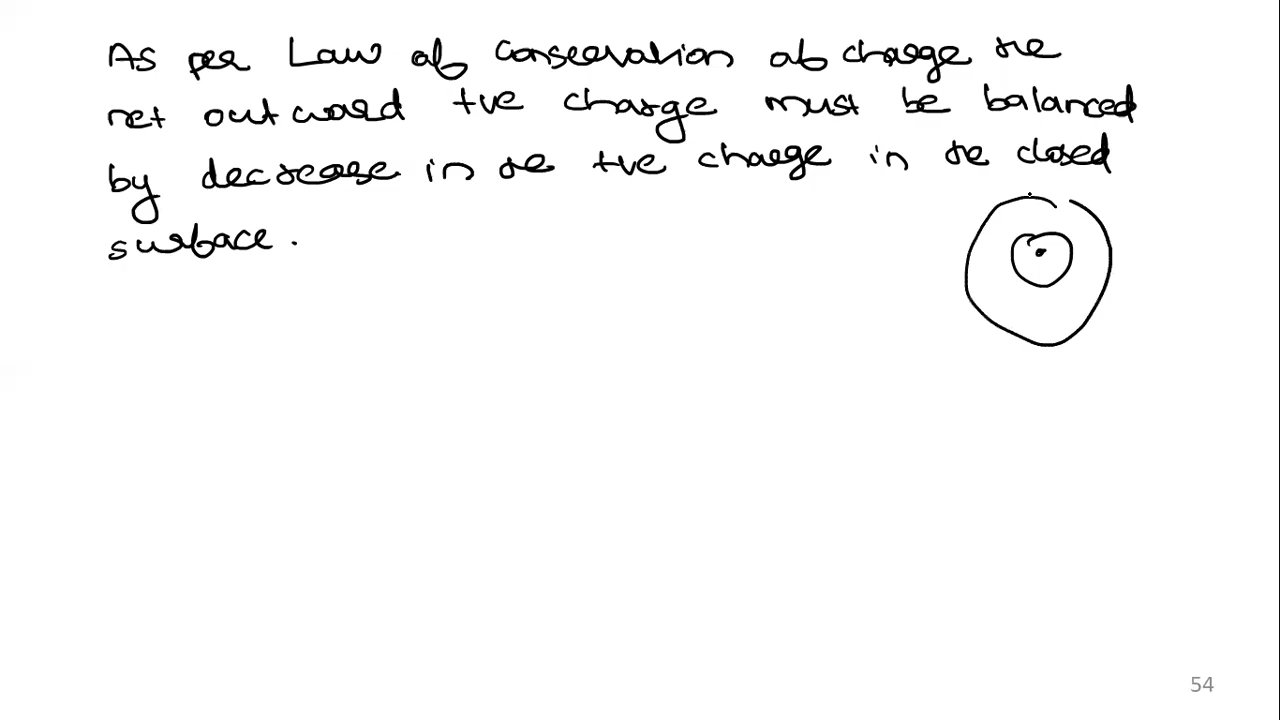 As per Law of conservation of charge the
net outward +ve charge must be balanced
by decrease in the +ve charge in the closed
surface.
54